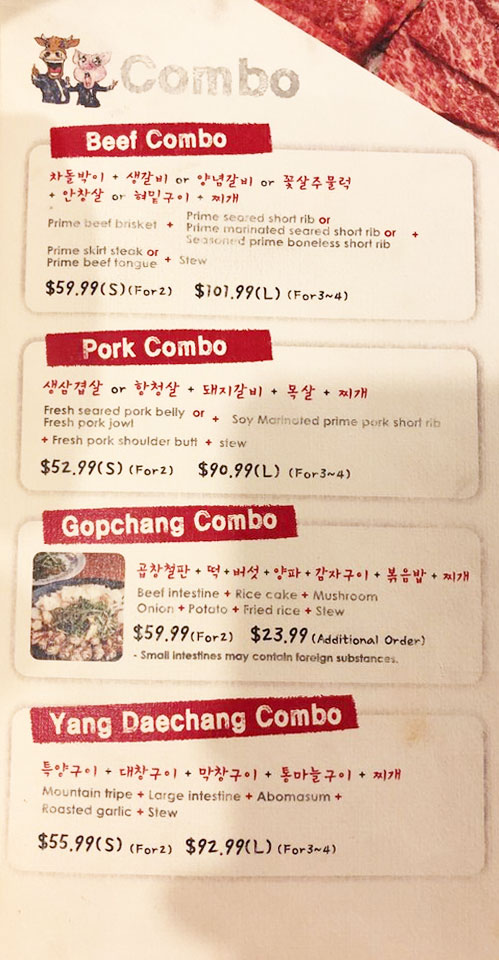 Combo
Beef Combo
차돌박이 + 생갈비 or 양념갈비 or 꽃살주물럭
+ 안창살 or 혀밑구이 + 찌개
Prime beef brisket + Prime seared short rib or
Prime marinated seared short rib or +
Seasoned prime boneless short rib
Prime skirt steak or
Prime beef tongue + Stew
$59.99(S)(For2) $101.99(L) (For3~4)
Pork Combo
생삼겹살 or 항정살 + 돼지갈비 + 목살 + 찌개
Fresh seared pork belly or
Fresh pork jowl + Soy Marinated prime pork short rib
+ Fresh pork shoulder butt + stew
$52.99(S) (For2) $90.99(L) (For3~4)
Gopchang Combo
곱창철판 + 떡 + 버섯 + 양파 + 감자구이 + 볶음밥 + 찌개
Beef intestine + Rice cake + Mushroom
Onion + Potato + Fried rice + Stew
$59.99(For2) $23.99(Additional Order)
- Small intestines may contain foreign substances.
Yang Daechang Combo
특양구이 + 대창구이 + 막창구이 + 통마늘구이 + 찌개
Mountain tripe + Large intestine + Abomasum +
Roasted garlic + Stew
$55.99(S) (For2) $92.99(L) (For3~4)